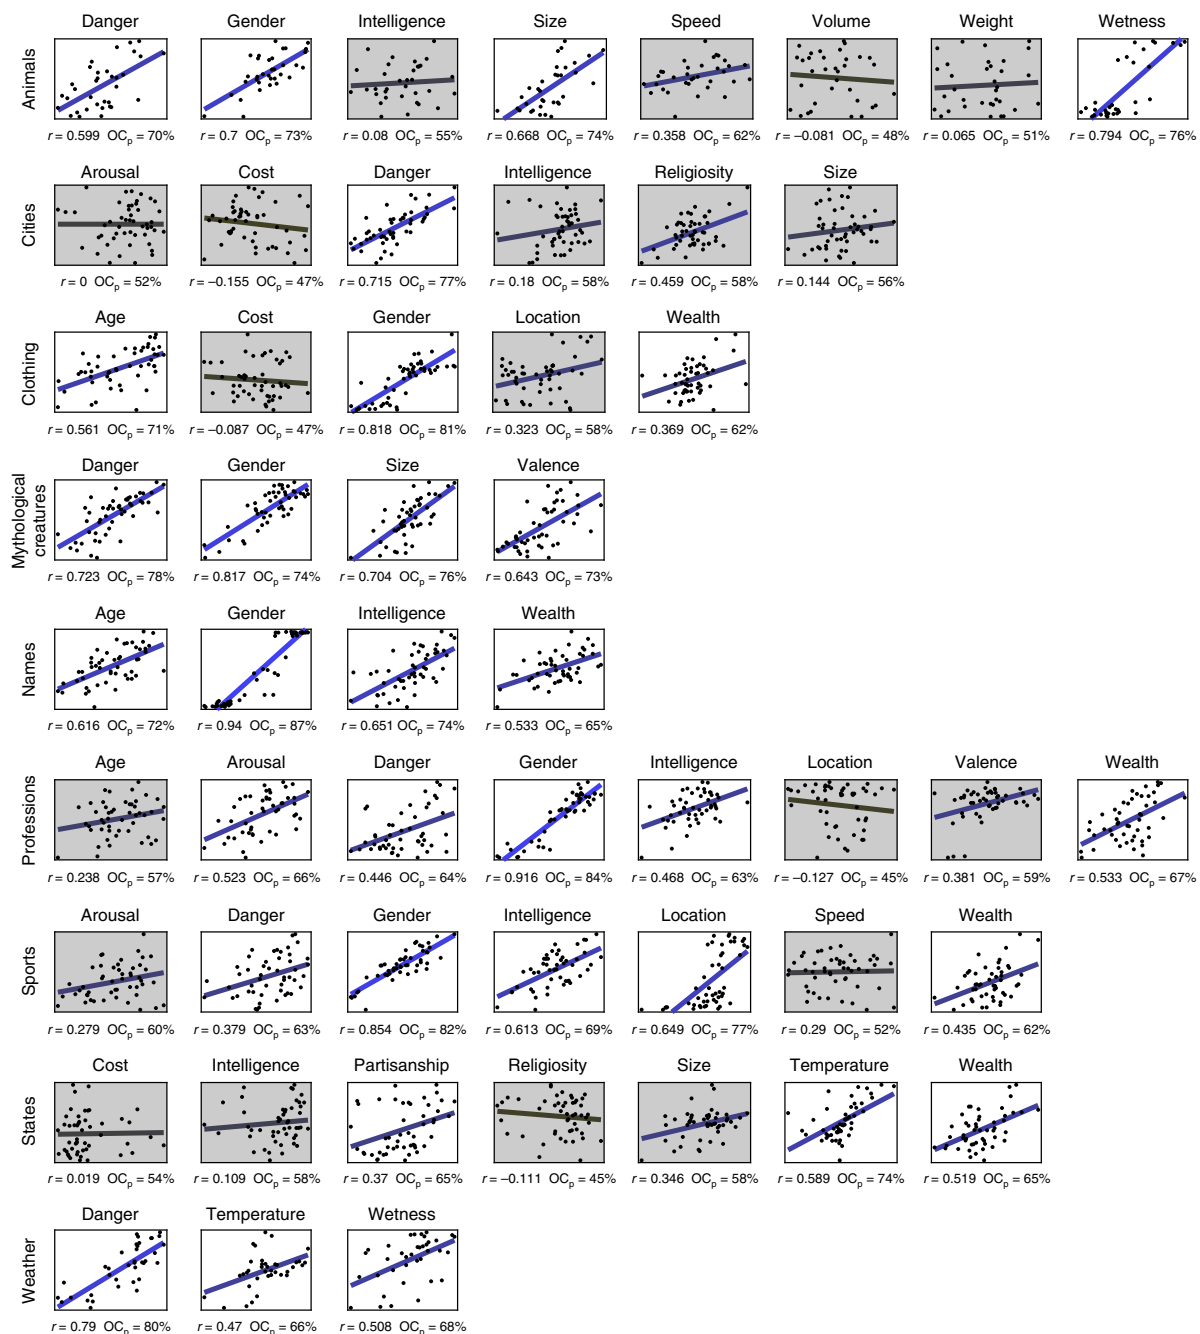 Danger Gender Intelligence Size Speed Volume Weight Wetness
Animals
r = 0.599 OCp = 70% r = 0.7 OCp = 73% r = 0.08 OCp = 55% r = 0.668 OCp = 74% r = 0.358 OCp = 62% r = −0.081 OCp = 48% r = 0.065 OCp = 51% r = 0.794 OCp = 76%
Arousal Cost Danger Intelligence Religiosity Size
Cities
r = 0 OCp = 52% r = −0.155 OCp = 47% r = 0.715 OCp = 77% r = 0.18 OCp = 58% r = 0.459 OCp = 58% r = 0.144 OCp = 56%
Age Cost Gender Location Wealth
Clothing
r = 0.561 OCp = 71% r = −0.087 OCp = 47% r = 0.818 OCp = 81% r = 0.323 OCp = 58% r = 0.369 OCp = 62%
Danger Gender Size Valence
Mythological
creatures
r = 0.723 OCp = 78% r = 0.817 OCp = 74% r = 0.704 OCp = 76% r = 0.643 OCp = 73%
Age Gender Intelligence Wealth
Names
r = 0.616 OCp = 72% r = 0.94 OCp = 87% r = 0.651 OCp = 74% r = 0.533 OCp = 65%
Age Arousal Danger Gender Intelligence Location Valence Wealth
Professions
r = 0.238 OCp = 57% r = 0.523 OCp = 66% r = 0.446 OCp = 64% r = 0.916 OCp = 84% r = 0.468 OCp = 63% r = −0.127 OCp = 45% r = 0.381 OCp = 59% r = 0.533 OCp = 67%
Arousal Danger Gender Intelligence Location Speed Wealth
Sports
r = 0.279 OCp = 60% r = 0.379 OCp = 63% r = 0.854 OCp = 82% r = 0.613 OCp = 69% r = 0.649 OCp = 77% r = 0.29 OCp = 52% r = 0.435 OCp = 62%
Cost Intelligence Partisanship Religiosity Size Temperature Wealth
States
r = 0.019 OCp = 54% r = 0.109 OCp = 58% r = 0.37 OCp = 65% r = −0.111 OCp = 45% r = 0.346 OCp = 58% r = 0.589 OCp = 74% r = 0.519 OCp = 65%
Danger Temperature Wetness
Weather
r = 0.79 OCp = 80% r = 0.47 OCp = 66% r = 0.508 OCp = 68%